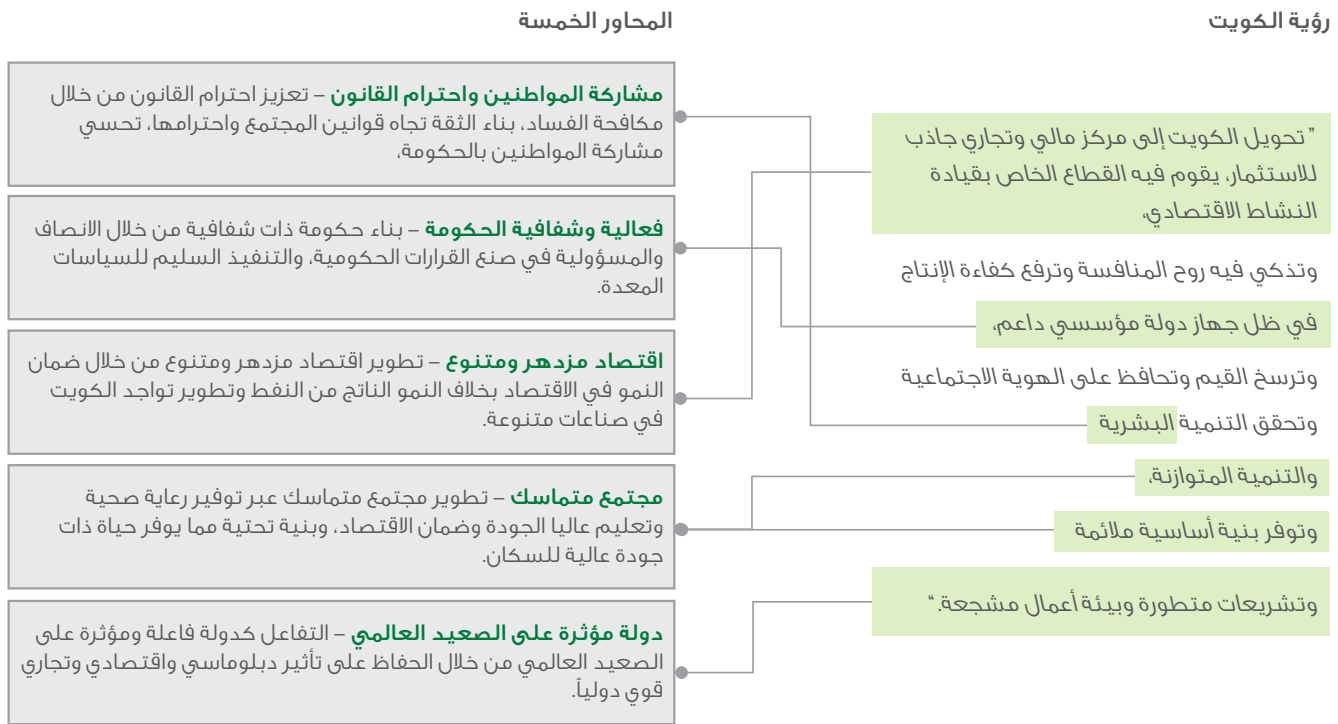 رؤية الكويت
" تحويل الكويت إلى مركز مالي وتجاري جاذب
للاستثمار، يقوم فيه القطاع الخاص بقيادة
النشاط الاقتصادي،
وتذكي فيه روح المنافسة وترفع كفاءة الإنتاج
في ظل جهاز دولة مؤسسي داعم،
وترسخ القيم وتحافظ على الهوية الاجتماعية
وتحقق التنمية البشرية
والتنمية المتوازنة،
وتوفر بنية أساسية ملائمة
وتشريعات متطورة وبيئة أعمال مشجعة."
المحاور الخمسة
مشاركة المواطنين واحترام القانون – تعزيز احترام القانون من خلال
مكافحة الفساد، بناء الثقة تجاه قوانين المجتمع واحترامها، تحسي
مشاركة المواطنين بالحكومة،
فعالية وشفافية الحكومة – بناء حكومة ذات شفافية من خلال الانصاف
والمسؤولية في صنع القرارات الحكومية، والتنفيذ السليم للسياسات
المعدة.
اقتصاد مزدهر ومتنوع – تطوير اقتصاد مزدهر ومتنوع من خلال ضمان
النمو في الاقتصاد بخلاف النمو الناتج من النفط وتطوير تواجد الكويت
في صناعات متنوعة.
مجتمع متماسك – تطوير مجتمع متماسك عبر توفير رعاية صحية
وتعليم عاليا الجودة وضمان الاقتصاد، وبنية تحتية مما يوفر حياة ذات
جودة عالية للسكان.
دولة مؤثرة على الصعيد العالمي – التفاعل كدولة فاعلة ومؤثرة على
الصعيد العالمي من خلال الحفاظ على تأثير دبلوماسي واقتصادي وتجاري
قوي دولياً.